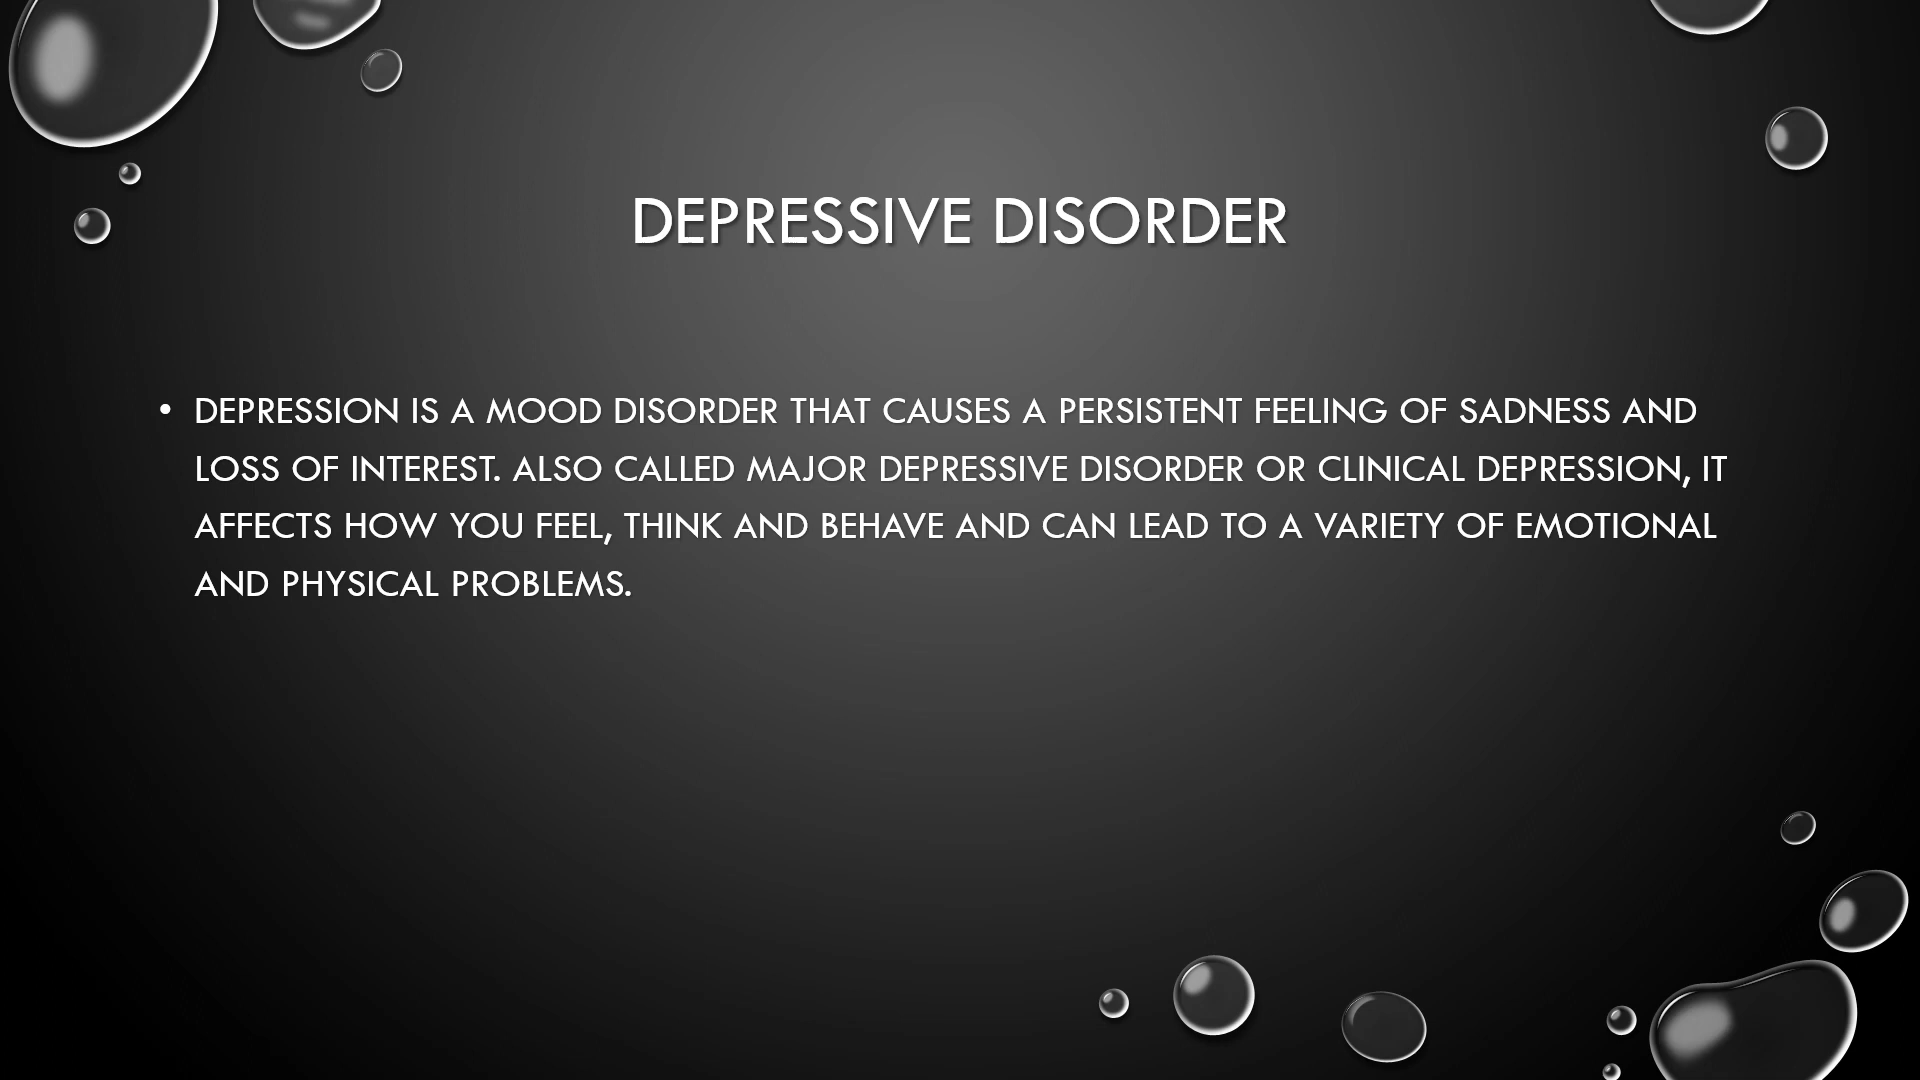 DEPRESSIVE DISORDER
• DEPRESSION IS A MOOD DISORDER THAT CAUSES A PERSISTENT FEELING OF SADNESS AND
LOSS OF INTEREST. ALSO CALLED MAJOR DEPRESSIVE DISORDER OR CLINICAL DEPRESSION, IT
AFFECTS HOW YOU FEEL, THINK AND BEHAVE AND CAN LEAD TO A VARIETY OF EMOTIONAL
AND PHYSICAL PROBLEMS.